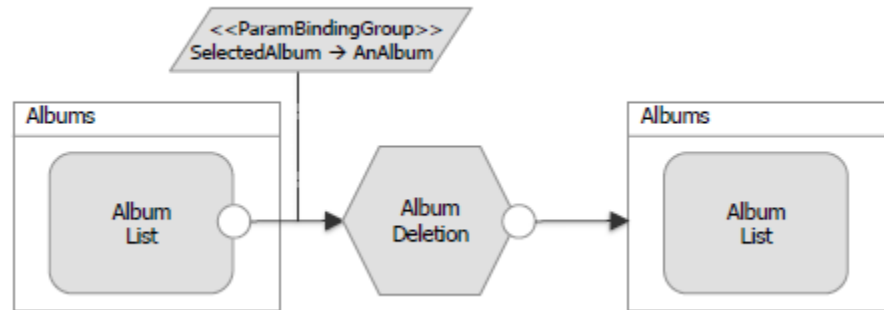 <<ParamBindingGroup>>
SelectedAlbum → AnAlbum
Albums
Album
List
Album
Deletion
Albums
Album
List